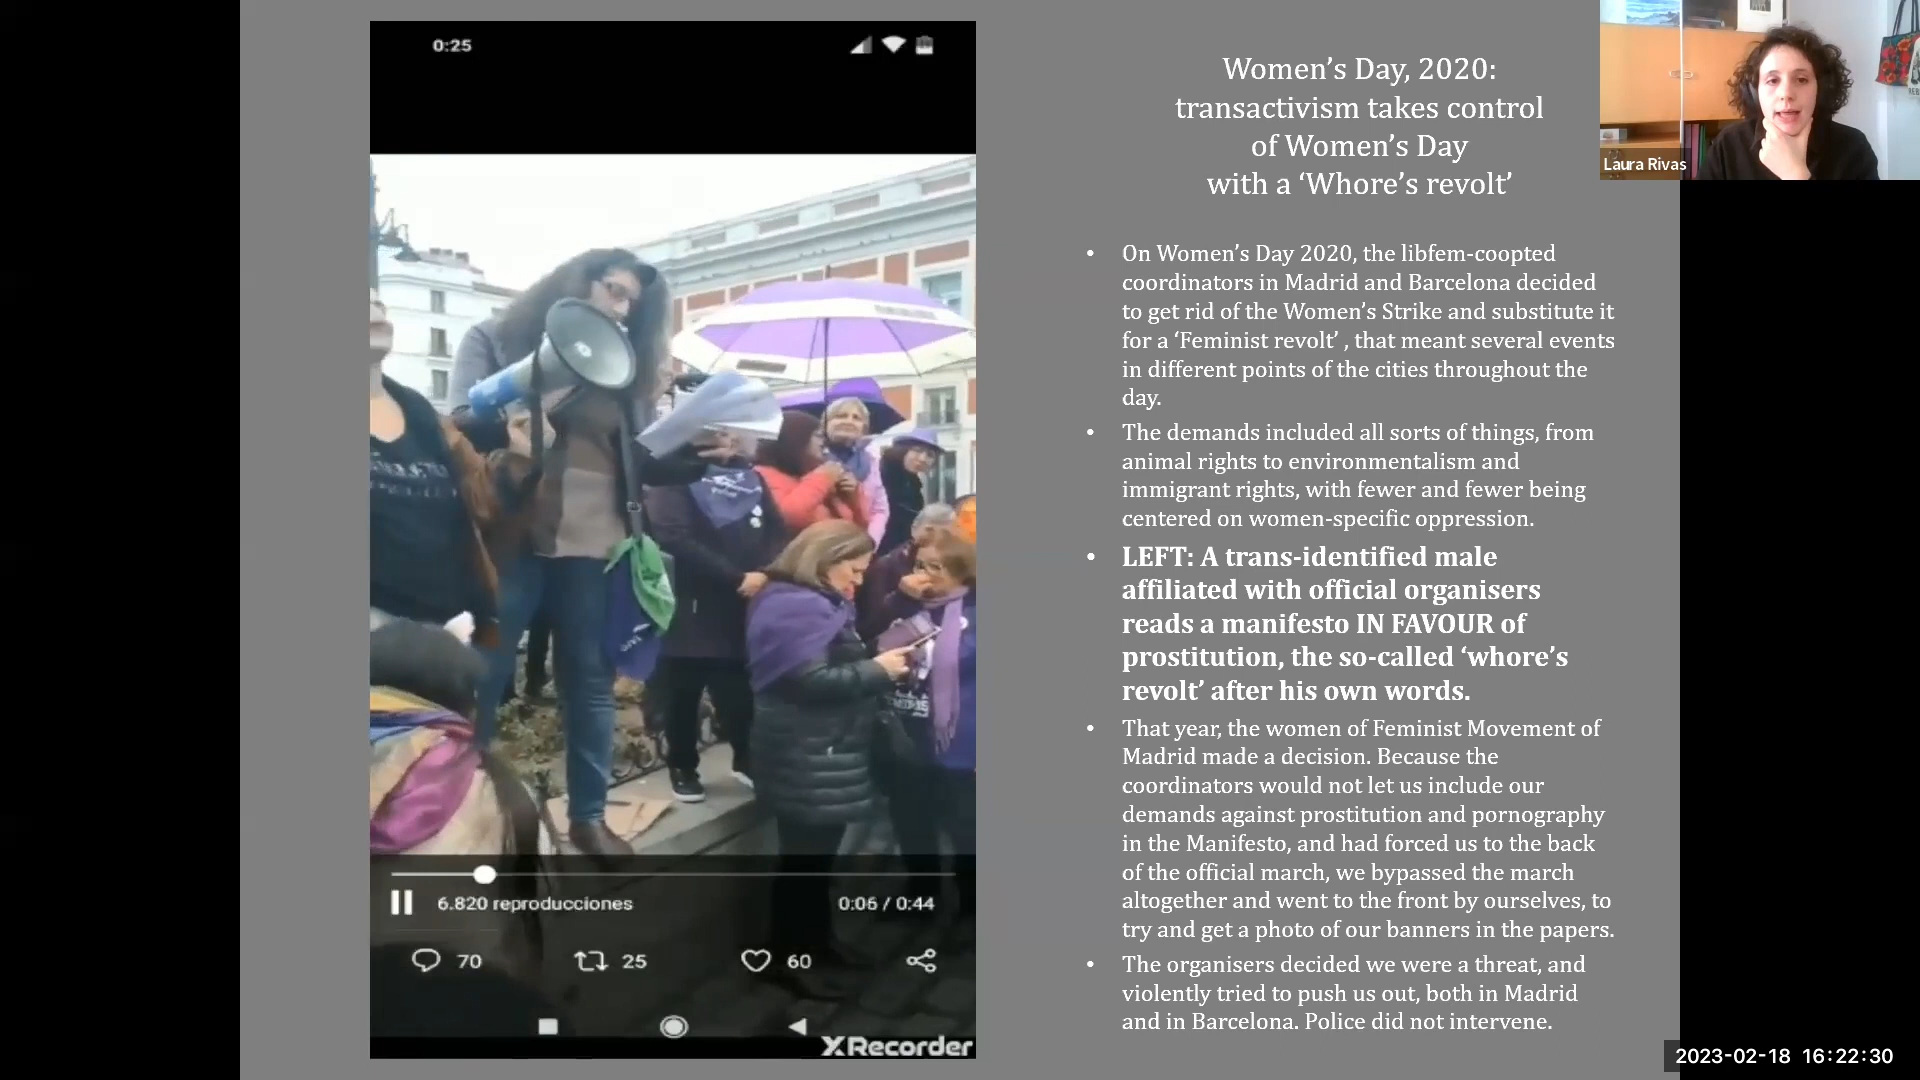 0:25
Women’s Day, 2020:
transactivism takes control
of Women’s Day
with a ‘Whore’s revolt’
Laura Rivas
• On Women’s Day 2020, the libfem-coopted
coordinators in Madrid and Barcelona decided
to get rid of the Women’s Strike and substitute it
for a ‘Feminist revolt’ , that meant several events
in different points of the cities throughout the
day.
• The demands included all sorts of things, from
animal rights to environmentalism and
immigrant rights, with fewer and fewer being
centered on women-specific oppression.
• LEFT: A trans-identified male
affiliated with official organisers
reads a manifesto IN FAVOUR of
prostitution, the so-called ‘whore’s
revolt’ after his own words.
• That year, the women of Feminist Movement of
Madrid made a decision. Because the
coordinators would not let us include our
demands against prostitution and pornography
in the Manifesto, and had forced us to the back
of the official march, we bypassed the march
altogether and went to the front by ourselves, to
try and get a photo of our banners in the papers.
• The organisers decided we were a threat, and
violently tried to push us out, both in Madrid
and in Barcelona. Police did not intervene.
6.820 reproducciones
0:06 / 0:44
70
25
60
XRecorder
2023-02-18 16:22:30